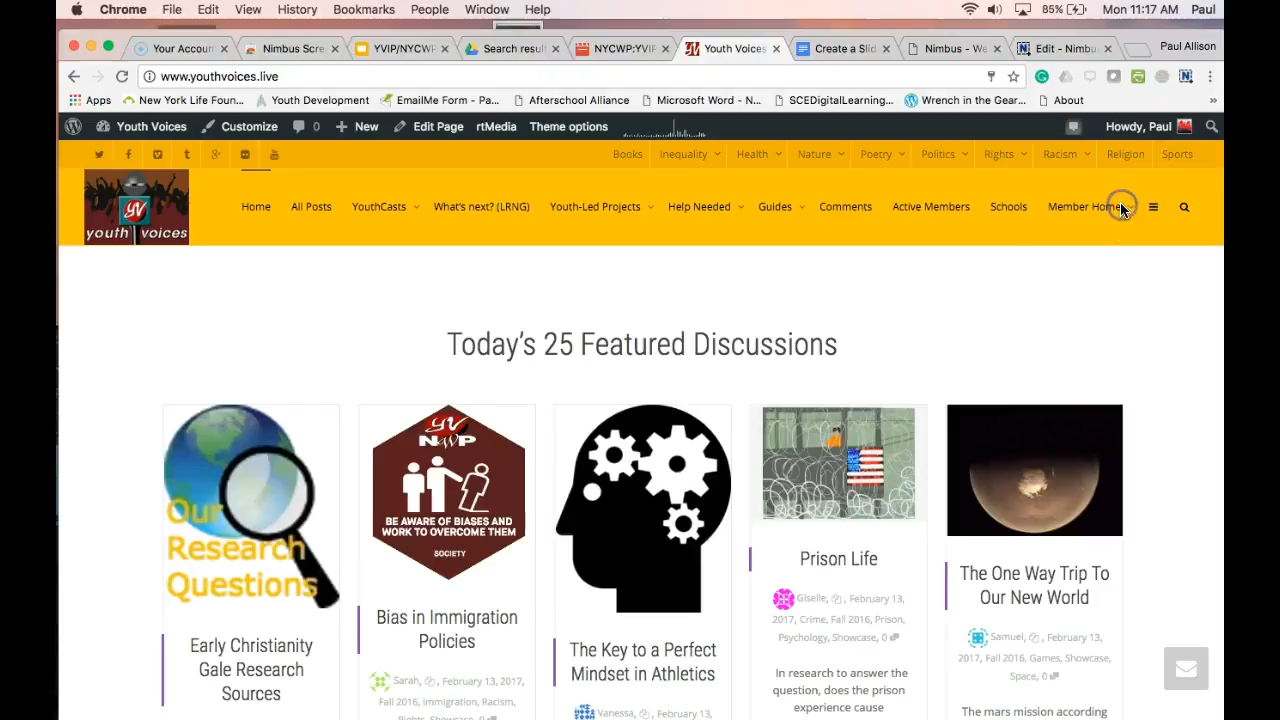 Chrome File Edit View History Bookmarks People Window Help 85% Mon 11:17 AM Paul
Your Accoun Nimbus Scre YVIP/NYCWP Search result NYCWP:YVIP Youth Voices Create a Slid Nimbus - We Edit - Nimbu Paul Allison
www.youthvoices.live
Apps New York Life Foun... Youth Development EmailMe Form - Pa... Afterschool Alliance Microsoft Word - N... SCEDigitalLearning... Wrench in the Gear... About »
Youth Voices Customize 0 New Edit Page rtMedia Theme options Howdy, Paul
Books Inequality Health Nature Poetry Politics Rights Racism Religion Sports
youth voices
Home All Posts YouthCasts What's next? (LRNG) Youth-Led Projects Help Needed Guides Comments Active Members Schools Member Home
Today's 25 Featured Discussions
Our
Research
Questions
Early Christianity
Gale Research
Sources
YV
NWP
BE AWARE OF BIASES AND
WORK TO OVERCOME THEM
SOCIETY
Bias in Immigration
Policies
Sarah, February 13, 2017,
Fall 2016, immigration, Racism,
Rights, Showcase, 0
The Key to a Perfect
Mindset in Athletics
Vanessa, February 13,
Prison Life
Giselle, February 13,
2017, Crime, Fall 2016, Prison,
Psychology, Showcase, 0
In research to answer the
question, does the prison
experience cause
The One Way Trip To
Our New World
Samuel, February 13,
2017, Fall 2016, Games, Showcase,
Space, 0
The mars mission according